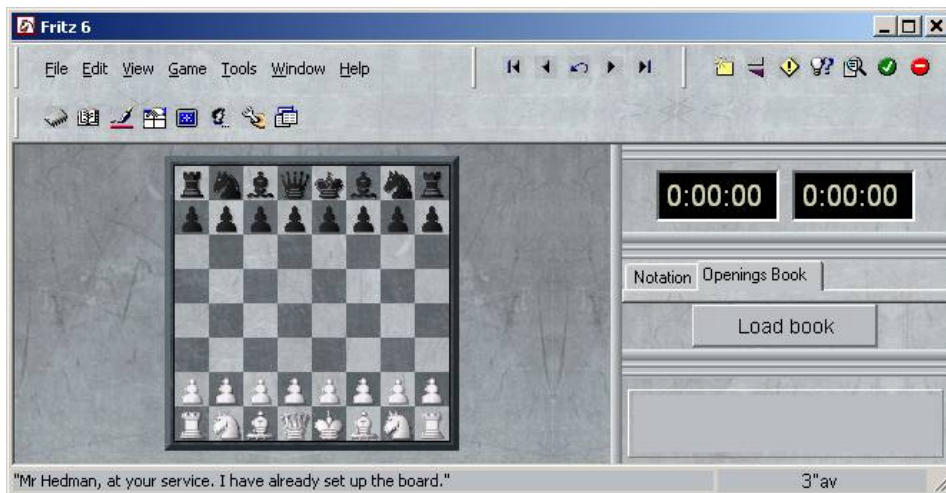 Fritz 6
File Edit View Game Tools Window Help
0:00:00 0:00:00
Notation Openings Book
Load book
"Mr Hedman, at your service. I have already set up the board." 3"av